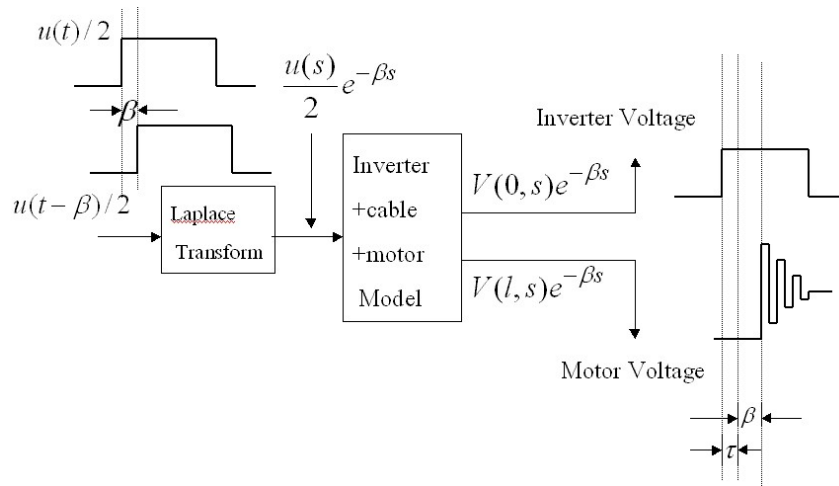 u(t)/2
β
u(t − β)/2
Laplace
Transform
u(s)/2 e^{−βs}
Inverter
+cable
+motor
Model
V(0, s)e^{−βs}
V(l, s)e^{−βs}
Inverter Voltage
Motor Voltage
β
τ